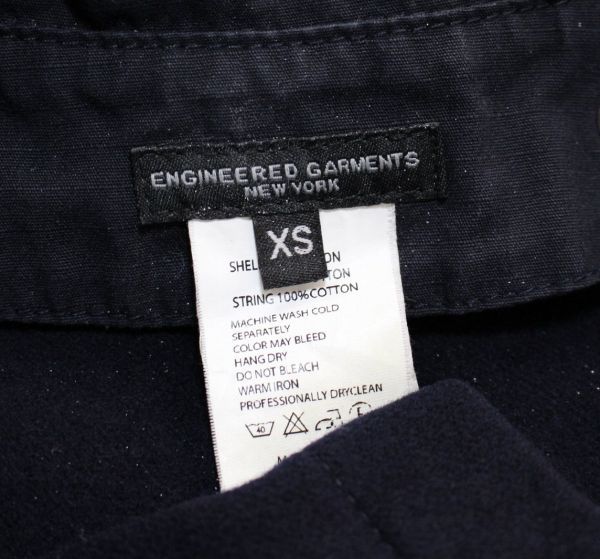 ENGINEERED GARMENTS
NEW YORK
XS
STRING 100%COTTON
MACHINE WASH COLD
SEPARATELY
COLOR MAY BLEED
HANG DRY
DO NOT BLEACH
WARM IRON
PROFESSIONALLY DRYCLEAN
40